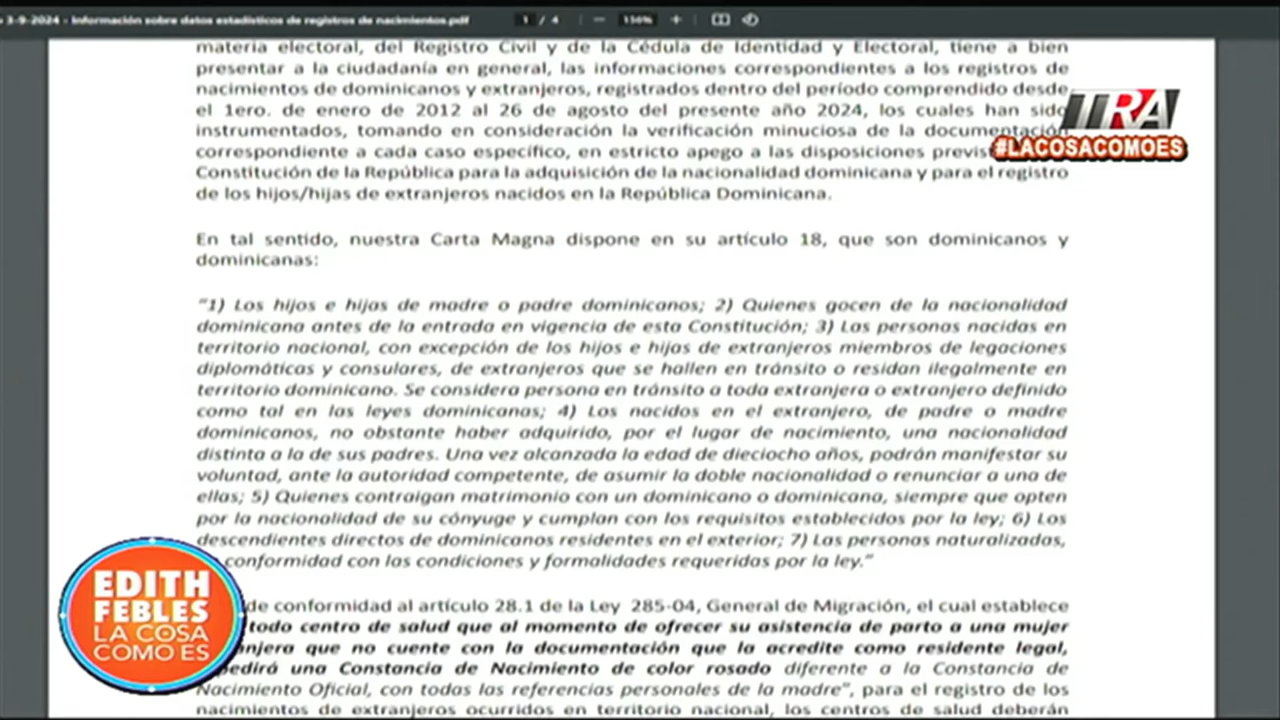 3-9-2024 - Información sobre datos estadísticos de registros de nacimientos.pdf
1 / 4
156%
materia electoral, del Registro Civil y de la Cédula de Identidad y Electoral, tiene a bien
presentar a la ciudadanía en general, las informaciones correspondientes a los registros de
nacimientos de dominicanos y extranjeros, registrados dentro del período comprendido desde
el 1ero. de enero de 2012 al 26 de agosto del presente año 2024, los cuales han sido
instrumentados, tomando en consideración la verificación minuciosa de la documentación
correspondiente a cada caso específico, en estricto apego a las disposiciones
Constitución de la República para la adquisición de la nacionalidad dominicana y para el registro
de los hijos/hijas de extranjeros nacidos en la República Dominicana.
TRA
#LACOSACOMOES
En tal sentido, nuestra Carta Magna dispone en su artículo 18, que son dominicanos y
dominicanas:
"1) Los hijos e hijas de madre o padre dominicanos; 2) Quienes gocen de la nacionalidad
dominicana antes de la entrada en vigencia de esta Constitución; 3) Las personas nacidas en
territorio nacional, con excepción de los hijos e hijas de extranjeros miembros de legaciones
diplomáticas y consulares, de extranjeros que se hallen en tránsito o residan ilegalmente en
territorio dominicano. Se considera persona en tránsito a toda extranjera o extranjero definido
como tal en las leyes dominicanas; 4) Los nacidos en el extranjero, de padre o madre
dominicanos, no obstante haber adquirido, por el lugar de nacimiento, una nacionalidad
distinta a la de sus padres. Una vez alcanzada la edad de dieciocho años, podrán manifestar su
voluntad, ante la autoridad competente, de asumir la doble nacionalidad o renunciar a una de
ellas; 5) Quienes contraigan matrimonio con un dominicano o dominicana, siempre que opten
por la nacionalidad de su cónyuge y cumplan con los requisitos establecidos por la ley; 6) Los
descendientes directos de dominicanos residentes en el exterior; 7) Las personas naturalizadas,
conformidad con las condiciones y formalidades requeridas por la ley."
de conformidad al artículo 28.1 de la Ley 285-04, General de Migración, el cual establece
todo centro de salud que al momento de ofrecer su asistencia de parto a una mujer
que no cuente con la documentación que la acredite como residente legal,
una Constancia de Nacimiento de color rosado diferente a la Constancia de
Nacimiento Oficial, con todas las referencias personales de la madre", para el registro de los
nacimientos de extranjeros ocurridos en territorio nacional, los centros de salud deberán
EDITH
FEBLES
LA COSA
COMO ES